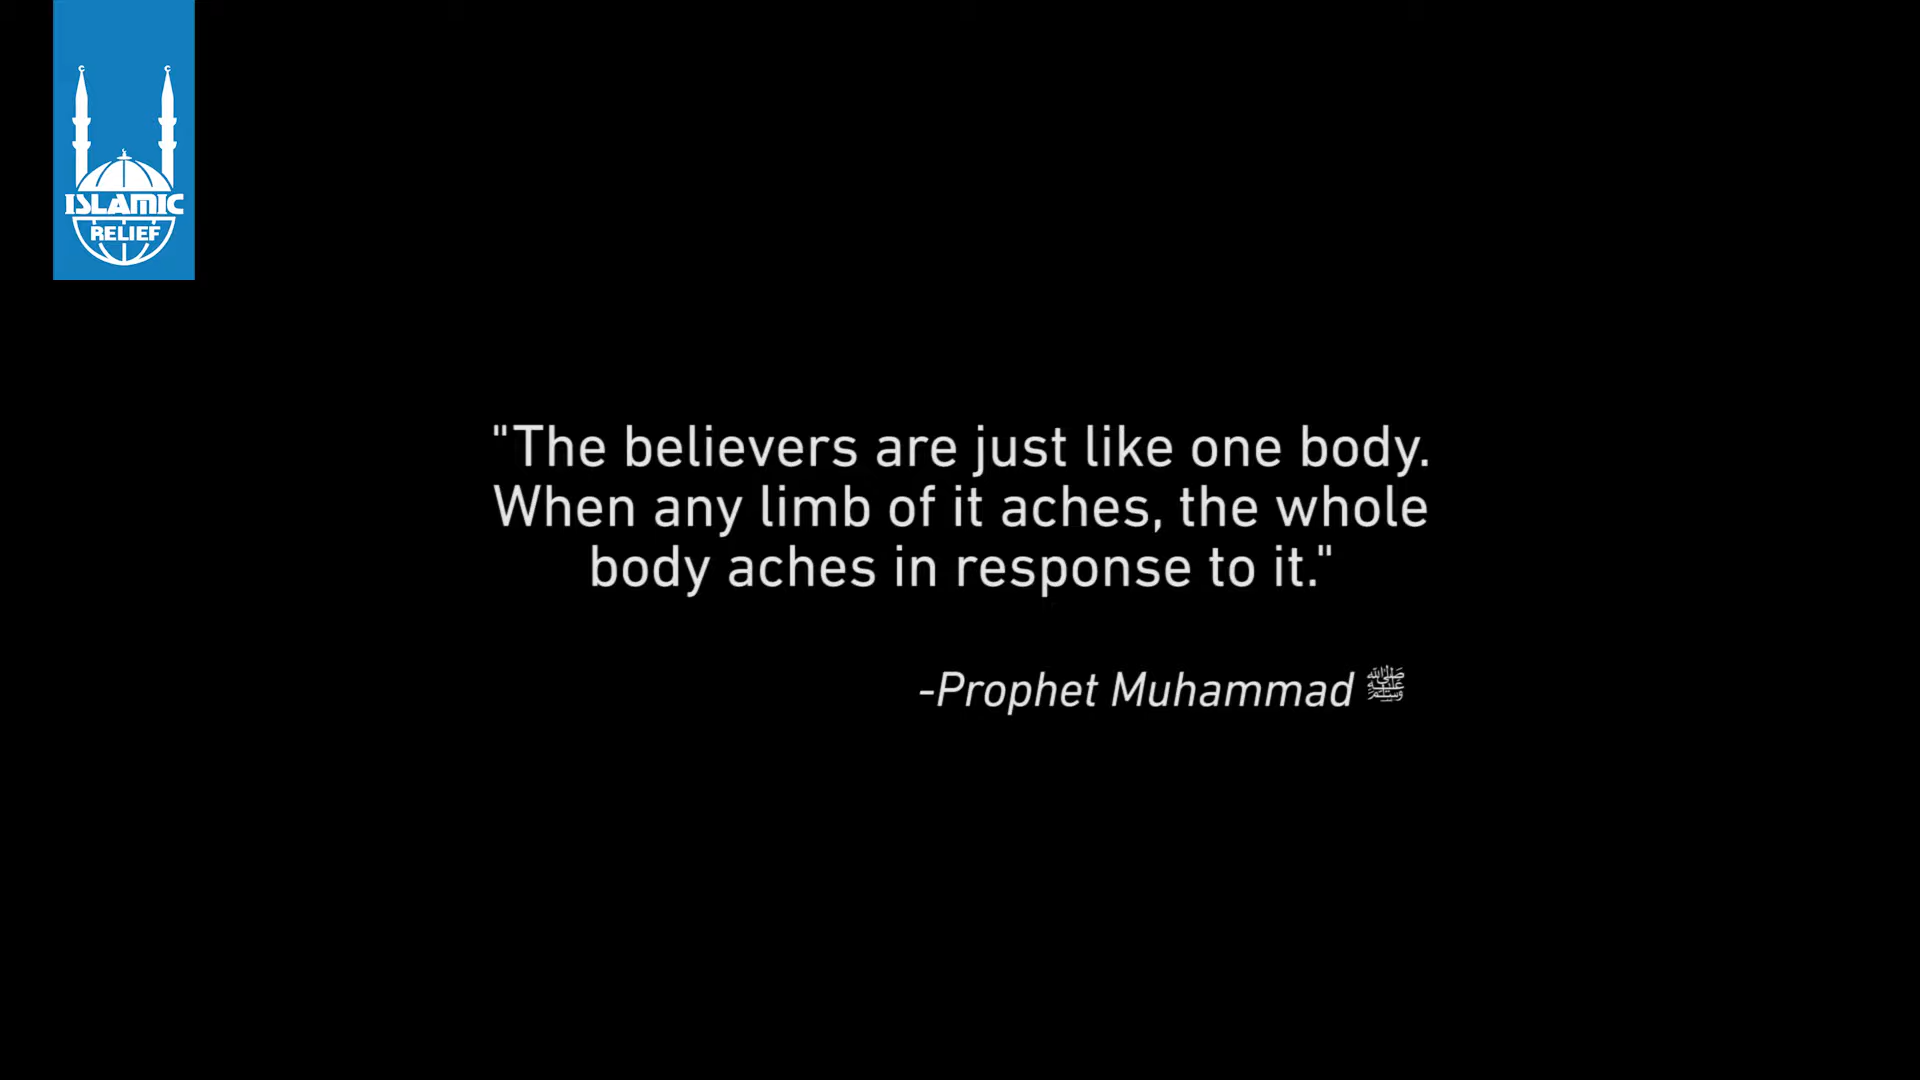 ISLAMIC
RELIEF
"The believers are just like one body.
When any limb of it aches, the whole
body aches in response to it."
-Prophet Muhammad ﷺ